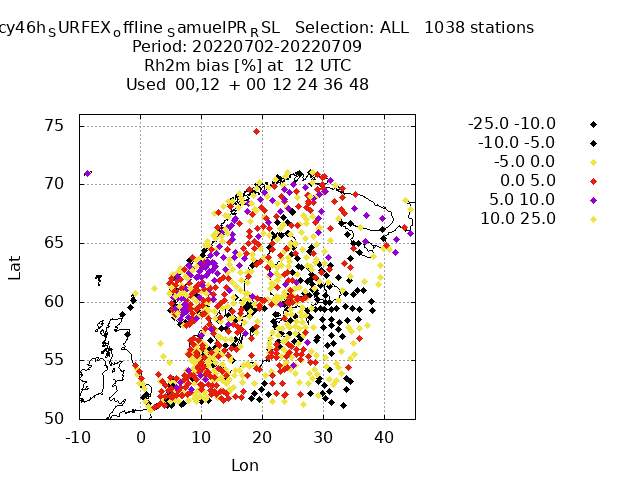 cy46hSURFEXoffline SamuelPRRSL Selection: ALL 1038 stations
Period: 20220702-20220709
Rh2m bias [%] at 12 UTC
Used 00,12 + 00 12 24 36 48
-25.0 -10.0
-10.0 -5.0
-5.0 0.0
0.0 5.0
5.0 10.0
10.0 25.0
75
70
65
60
55
50
Lat
-10 0 10 20 30 40
Lon